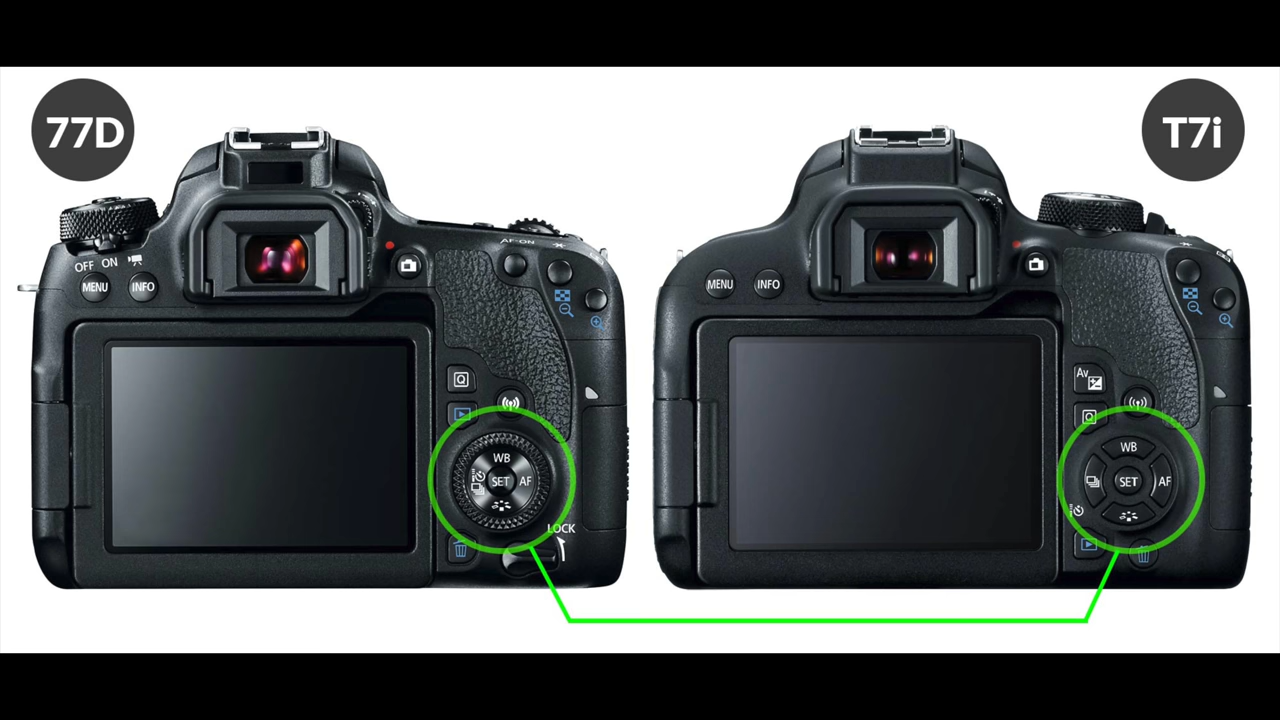 77D
T7i
OFF ON
MENU INFO
AF-ON
Q
WB
SET AF
LOCK
MENU INFO
Av
Q
WB
SET AF